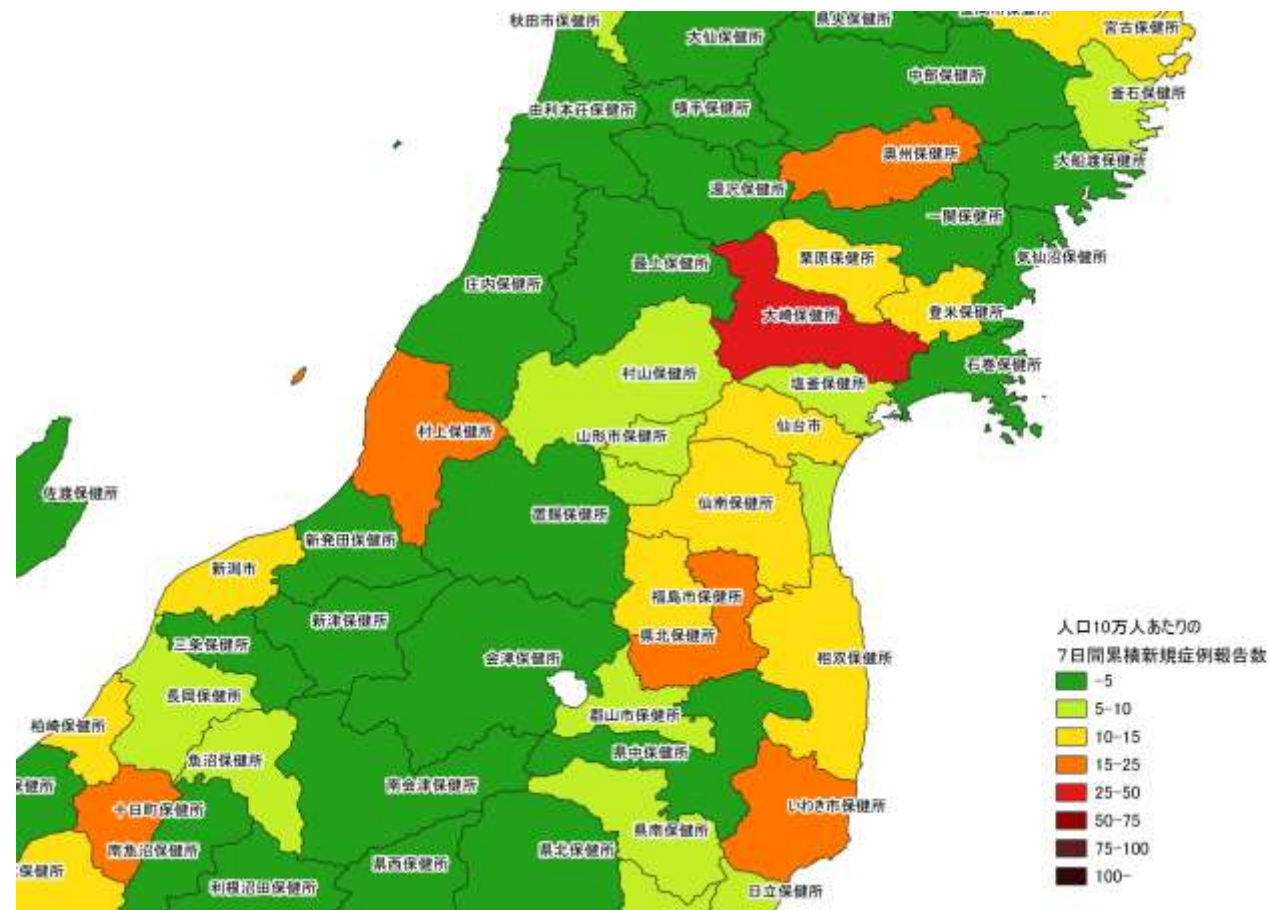 秋田市保健所
大仙保健所
県央保健所
宮古保健所
中部保健所
釜石保健所
由利本荘保健所
横手保健所
奥州保健所
大船渡保健所
湯沢保健所
一関保健所
栗原保健所
気仙沼保健所
最上保健所
庄内保健所
大崎保健所
登米保健所
石巻保健所
村山保健所
塩釜保健所
村上保健所
山形市保健所
仙台市
佐渡保健所
置賜保健所
仙南保健所
新発田保健所
新潟市
福島市保健所
新津保健所
県北保健所
三条保健所
会津保健所
相双保健所
長岡保健所
郡山市保健所
柏崎保健所
魚沼保健所
県中保健所
保健所
南会津保健所
十日町保健所
いわき市保健所
県南保健所
南魚沼保健所
県西保健所
県北保健所
保健所
利根沼田保健所
日立保健所
人口10万人あたりの
7日間累積新規症例報告数
-5
5-10
10-15
15-25
25-50
50-75
75-100
100-